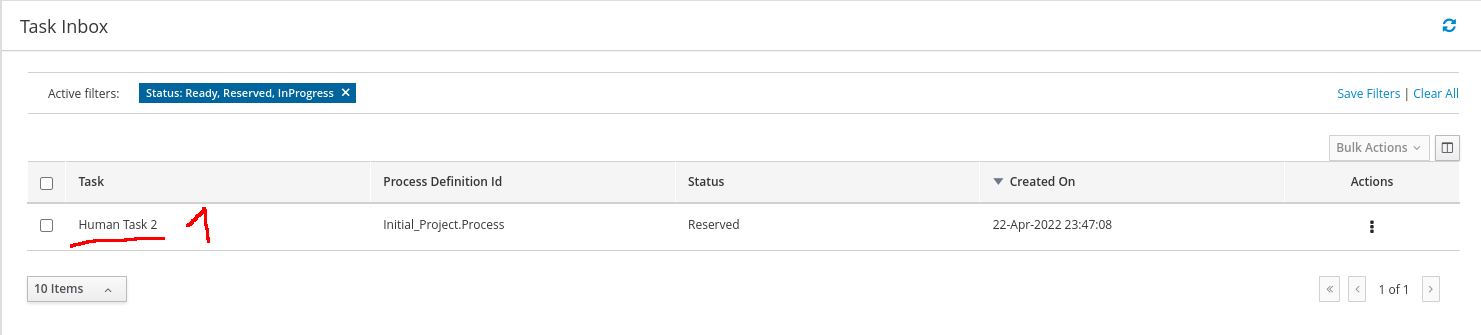 Task Inbox
Active filters: Status: Ready, Reserved, InProgress ×
Save Filters | Clear All
Bulk Actions
Task Process Definition Id Status Created On Actions
Human Task 2 1 Initial_Project.Process Reserved 22-Apr-2022 23:47:08
10 Items 1 of 1